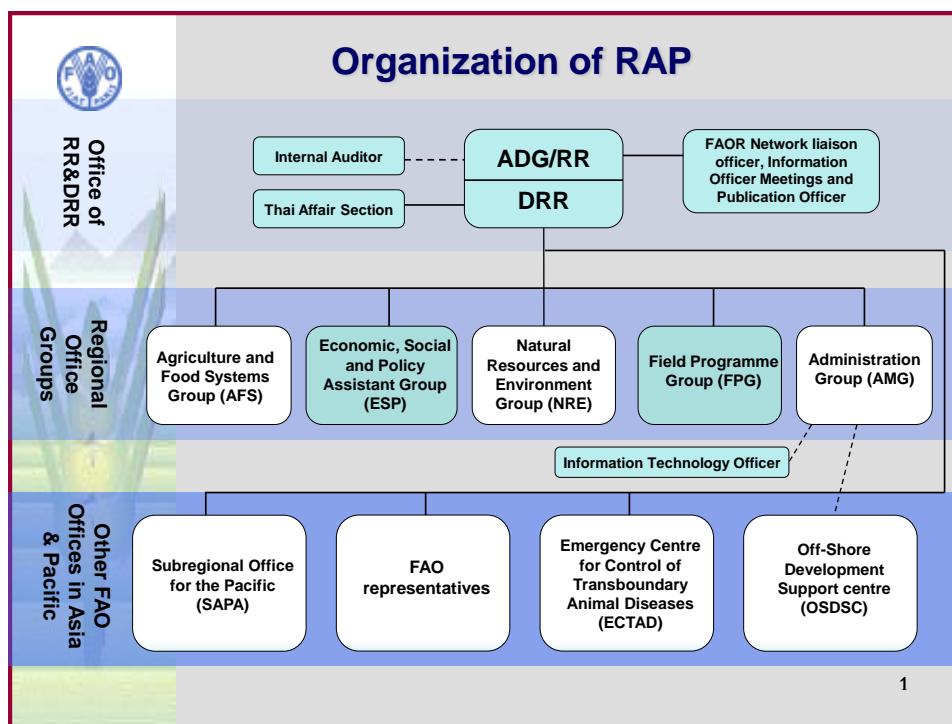 Organization of RAP
F A O
FIAT PANIS
Office of
RR&DRR
Internal Auditor
Thai Affair Section
ADG/RR
DRR
FAOR Network liaison
officer, Information
Officer Meetings and
Publication Officer
Regional
Office
Groups
Agriculture and
Food Systems
Group (AFS)
Economic, Social
and Policy
Assistant Group
(ESP)
Natural
Resources and
Environment
Group (NRE)
Field Programme
Group (FPG)
Administration
Group (AMG)
Information Technology Officer
Other FAO
Offices in Asia
& Pacific
Subregional Office
for the Pacific
(SAPA)
FAO
representatives
Emergency Centre
for Control of
Transboundary
Animal Diseases
(ECTAD)
Off-Shore
Development
Support centre
(OSDSC)
1